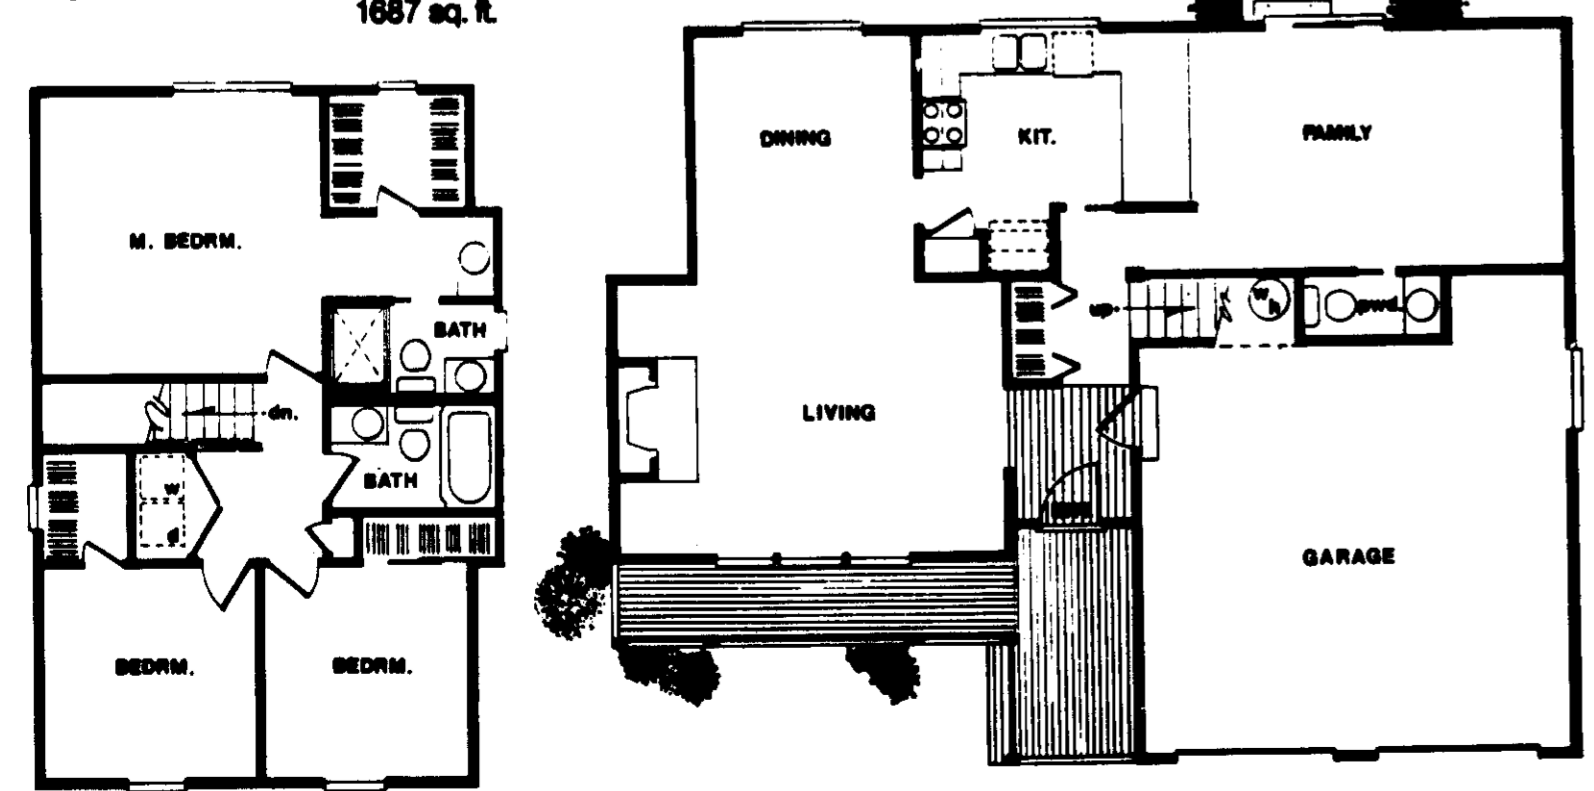 1687 sq. ft.
M. BEDRM.
BATH
dn.
BATH
w
d
BEDRM.
BEDRM.
DINING
KIT.
FAMILY
up
w
h
pwd.
LIVING
GARAGE